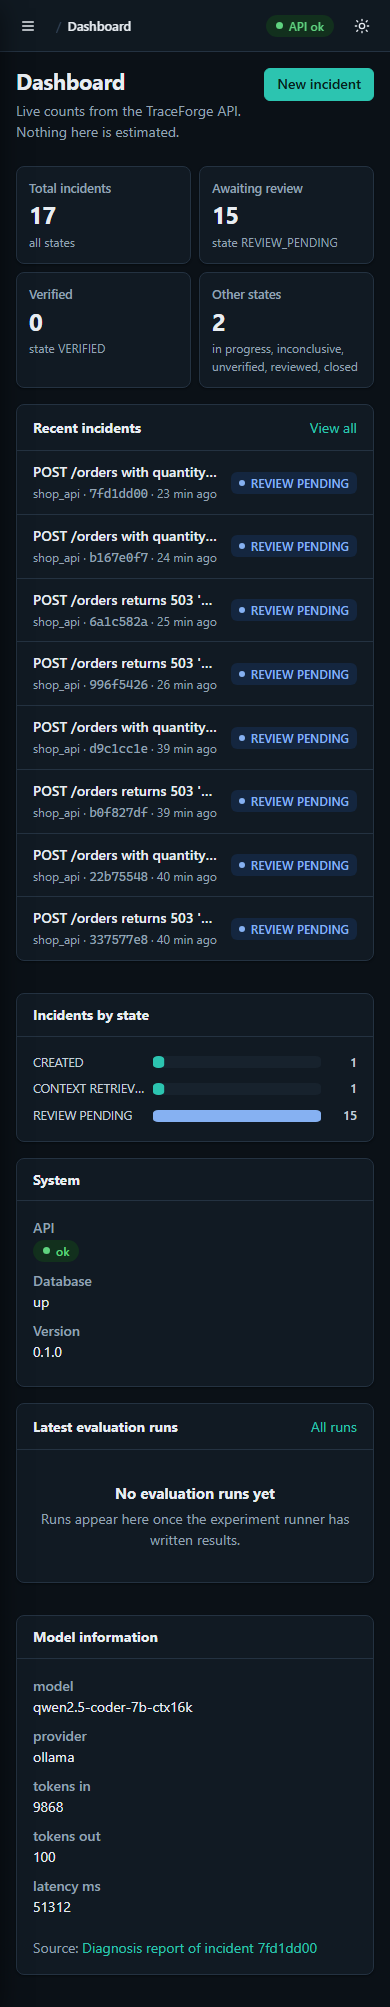 / Dashboard
API ok
Dashboard
New incident
Live counts from the TraceForge API.
Nothing here is estimated.
Total incidents
17
all states
Awaiting review
15
state REVIEW_PENDING
Verified
0
state VERIFIED
Other states
2
in progress, inconclusive,
unverified, reviewed, closed
Recent incidents
View all
POST /orders with quantity...
shop_api · 7fd1dd00 · 23 min ago
REVIEW PENDING
POST /orders with quantity...
shop_api · b167e0f7 · 24 min ago
REVIEW PENDING
POST /orders returns 503 '...
shop_api · 6a1c582a · 25 min ago
REVIEW PENDING
POST /orders returns 503 '...
shop_api · 996f5426 · 26 min ago
REVIEW PENDING
POST /orders with quantity...
shop_api · d9c1cc1e · 39 min ago
REVIEW PENDING
POST /orders returns 503 '...
shop_api · b0f827df · 39 min ago
REVIEW PENDING
POST /orders with quantity...
shop_api · 22b75548 · 40 min ago
REVIEW PENDING
POST /orders returns 503 '...
shop_api · 337577e8 · 40 min ago
REVIEW PENDING
Incidents by state
CREATED 1
CONTEXT RETRIEV... 1
REVIEW PENDING 15
System
API
ok
Database
up
Version
0.1.0
Latest evaluation runs
All runs
No evaluation runs yet
Runs appear here once the experiment runner has
written results.
Model information
model
qwen2.5-coder-7b-ctx16k
provider
ollama
tokens in
9868
tokens out
100
latency ms
51312
Source: Diagnosis report of incident 7fd1dd00